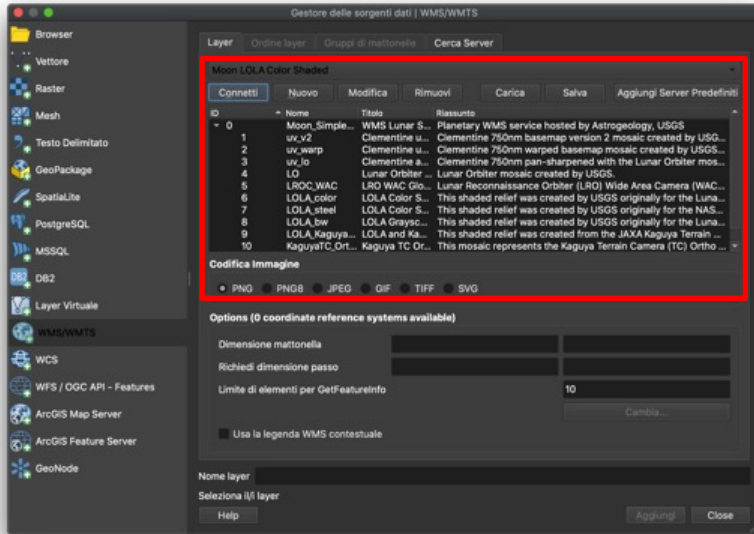 Gestore delle sorgenti dati | WMS/WMTS
Browser
Vettore
Raster
Mesh
Testo Delimitato
GeoPackage
SpatiaLite
PostgreSQL
MSSQL
DB2 DB2
Layer Virtuale
WMS/WMTS
WCS
WFS / OGC API - Features
ArcGIS Map Server
ArcGIS Feature Server
GeoNode
Layer Ordine layer Gruppi di mattonelle Cerca Server
Moon LOLA Color Shaded
Connetti Nuovo Modifica Rimuovi Carica Salva Aggiungi Server Predefiniti
ID Nome Titolo Riassunto
0 Moon_Simple... WMS Lunar S... Planetary WMS service hosted by Astrogeology, USGS
1 uv_v2 Clementine u... Clementine 750nm basemap version 2 mosaic created by USG...
2 uv_warp Clementine u... Clementine 750nm warped basemap mosaic created by USGS...
3 uv_lo Clementine a... Clementine 750nm pan-sharpened with the Lunar Orbiter mos...
4 LO Lunar Orbiter ... Lunar Orbiter mosaic created by USGS.
5 LROC_WAC LRO WAC Glo... Lunar Reconnaissance Orbiter (LRO) Wide Area Camera (WAC...
6 LOLA_color LOLA Color S... This shaded relief was created by USGS originally for the Luna...
7 LOLA_steel LOLA Color S... This shaded relief was created by USGS originally for the NAS...
8 LOLA_bw LOLA Graysc... This shaded relief was created by USGS originally for the Luna...
9 LOLA_Kaguya... LOLA and Ka... This shaded relief was created from the JAXA Kaguya Terrain ...
10 KaguyaTC_Ort... Kaguya TC Or... This mosaic represents the Kaguya Terrain Camera (TC) Ortho ...
Codifica Immagine
PNG PNG8 JPEG GIF TIFF SVG
Options (0 coordinate reference systems available)
Dimensione mattonella
Richiedi dimensione passo
Limite di elementi per GetFeatureInfo 10
Cambia...
Usa la legenda WMS contestuale
Nome layer
Seleziona il/i layer
Help Aggiungi Close